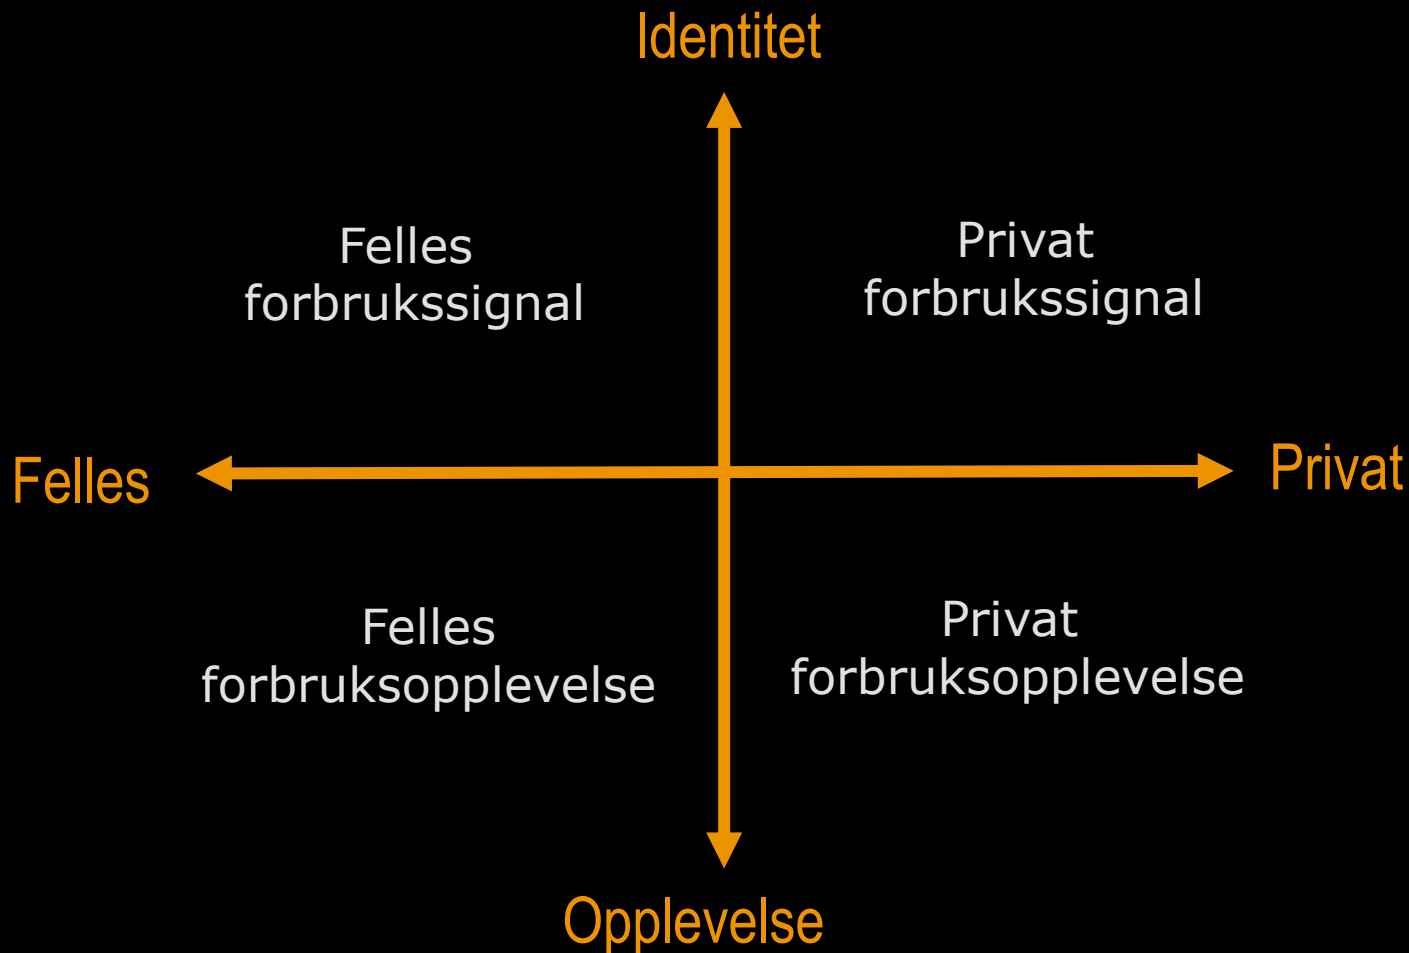 Identitet
Felles
forbrukssignal
Privat
forbrukssignal
Felles
Privat
Felles
forbruksopplevelse
Privat
forbruksopplevelse
Opplevelse